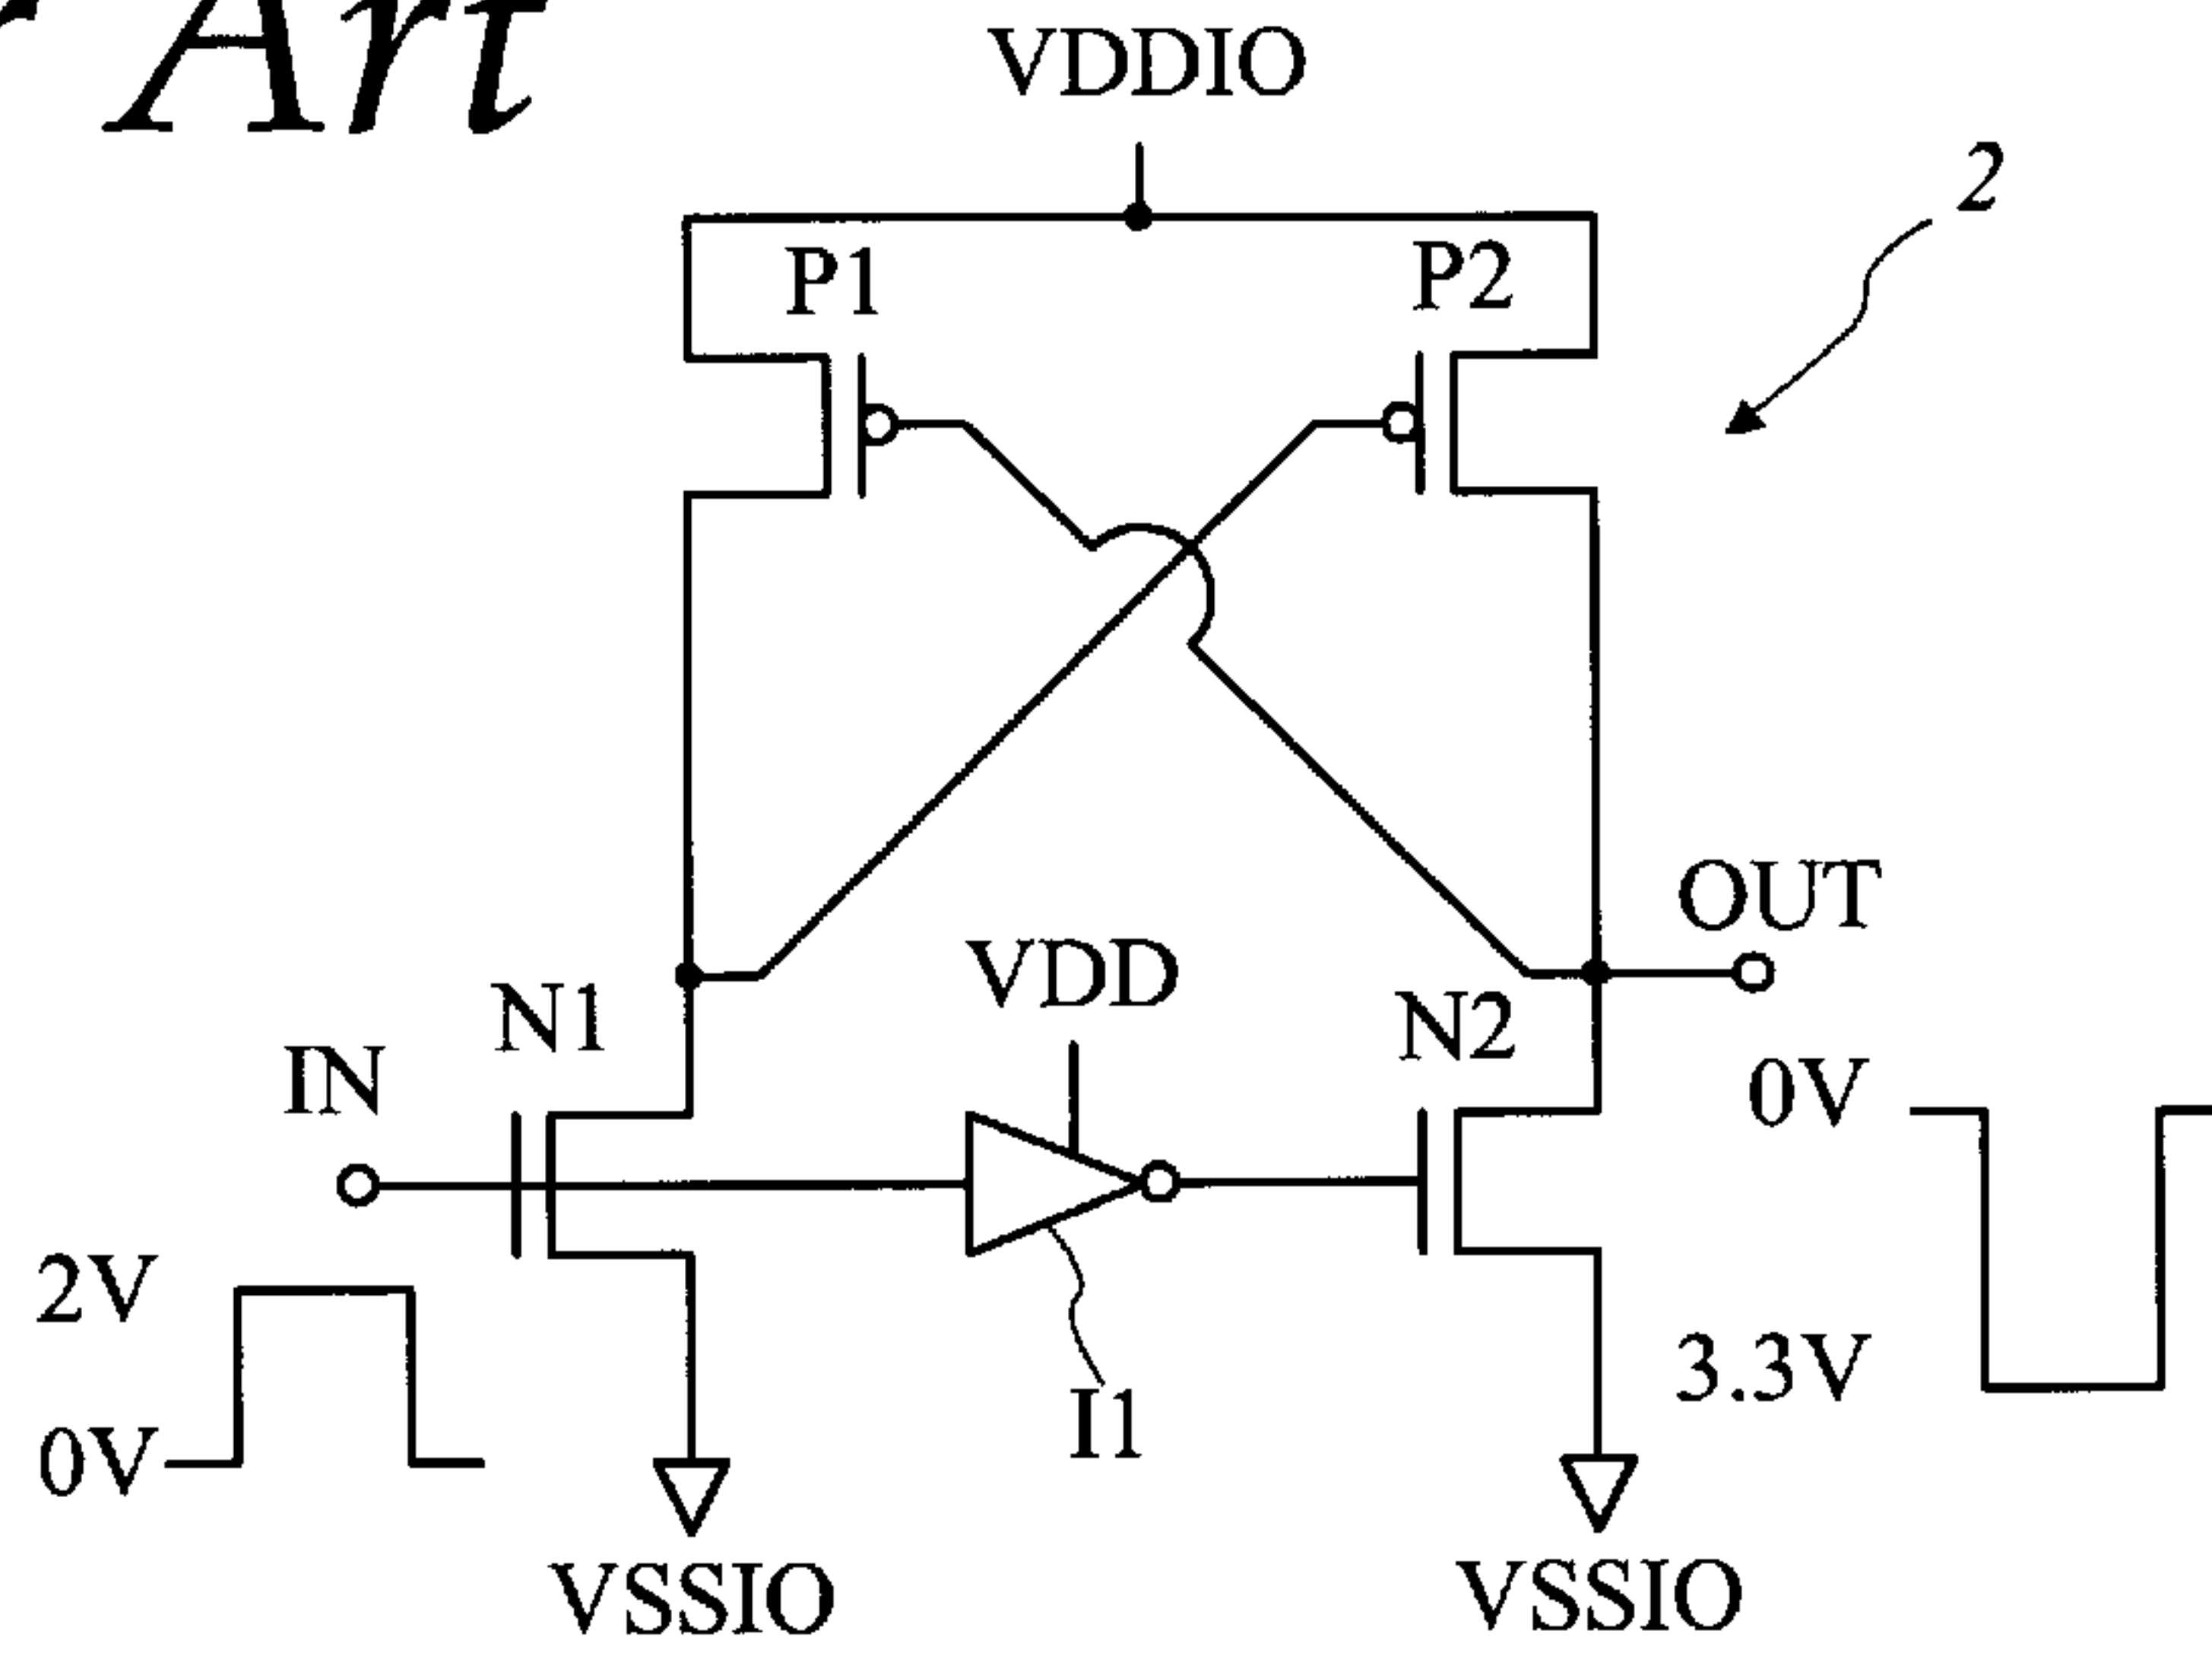 r Art
VDDIO
2
P1
P2
OUT
VDD
N1
N2
IN
0V
2V
3.3V
I1
0V
VSSIO
VSSIO